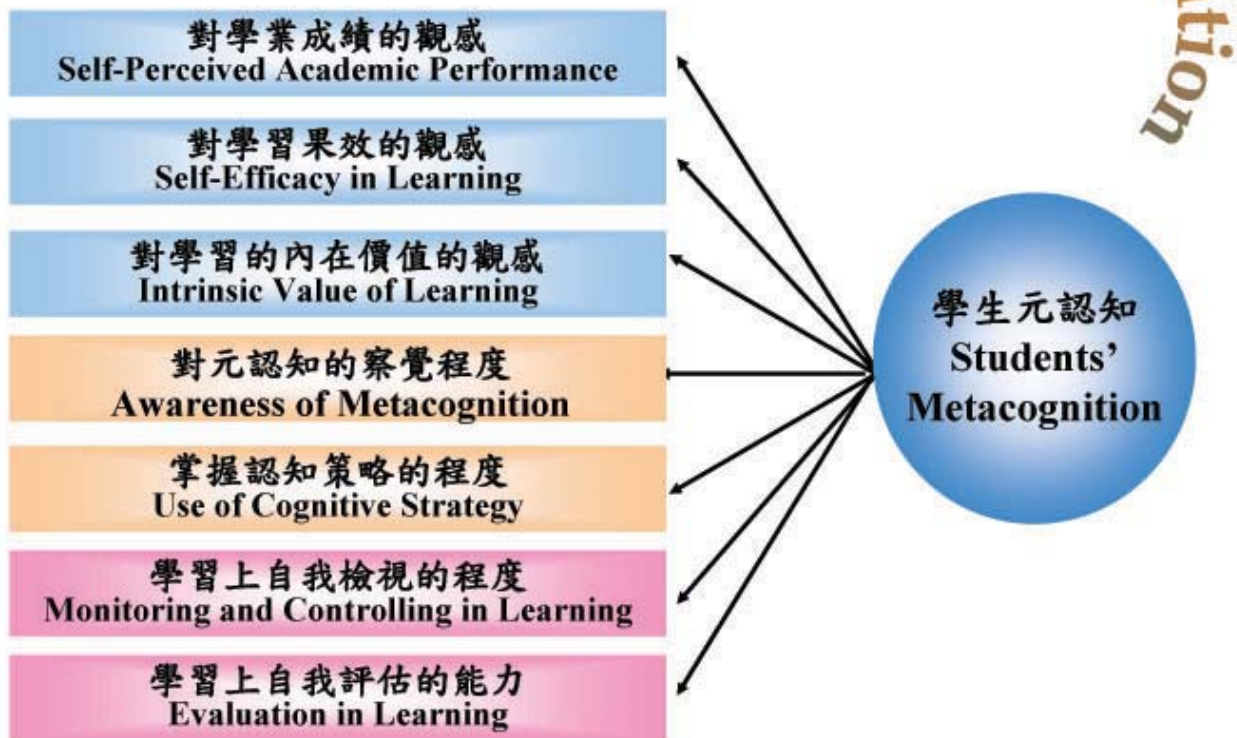 對學業成績的觀感
Self-Perceived Academic Performance
對學習果效的觀感
Self-Efficacy in Learning
對學習的內在價值的觀感
Intrinsic Value of Learning
對元認知的察覺程度
Awareness of Metacognition
掌握認知策略的程度
Use of Cognitive Strategy
學習上自我檢視的程度
Monitoring and Controlling in Learning
學習上自我評估的能力
Evaluation in Learning
學生元認知
Students’
Metacognition